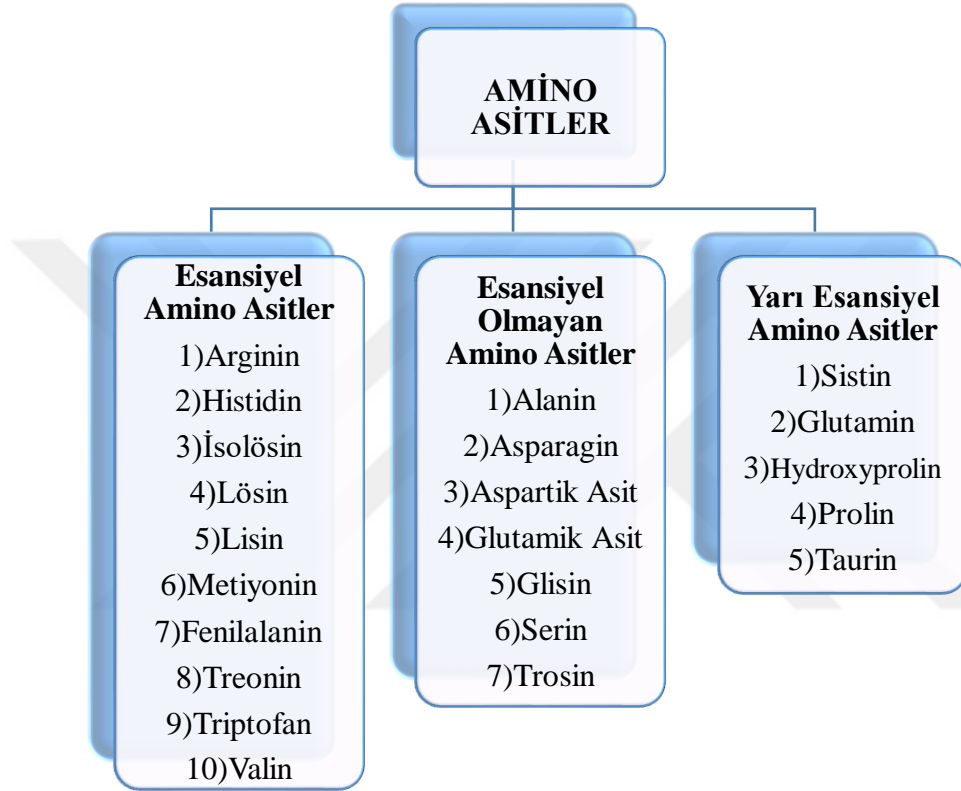 AMİNO
ASİTLER
Esansiyel
Amino Asitler
1)Arginin
2)Histidin
3)İsolösin
4)Lösin
5)Lisin
6)Metiyonin
7)Fenilalanin
8)Treonin
9)Triptofan
10)Valin
Esansiyel
Olmayan
Amino Asitler
1)Alanin
2)Asparagin
3)Aspartik Asit
4)Glutamik Asit
5)Glisin
6)Serin
7)Trosin
Yarı Esansiyel
Amino Asitler
1)Sistin
2)Glutamin
3)Hydroxyprolin
4)Prolin
5)Taurin